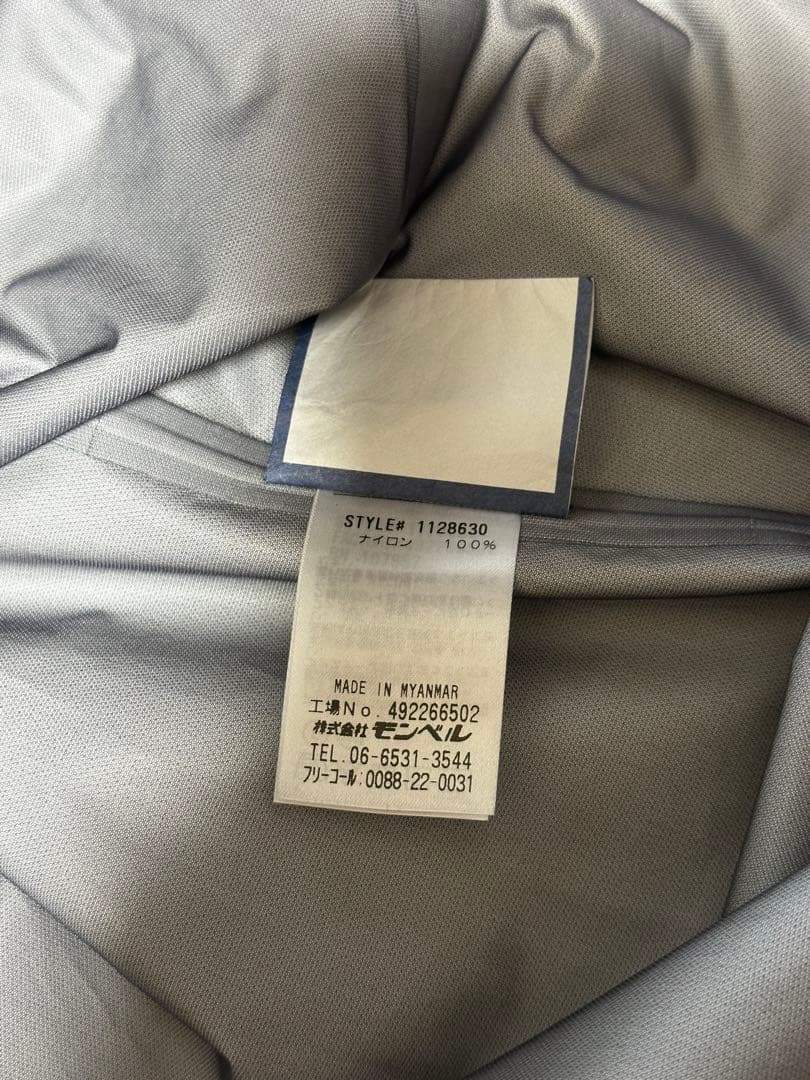 STYLE# 1128630
ナイロン 100%
MADE IN MYANMAR
工場No. 492266502
株式会社 モンベル
TEL.06-6531-3544
フリーコール:0088-22-0031